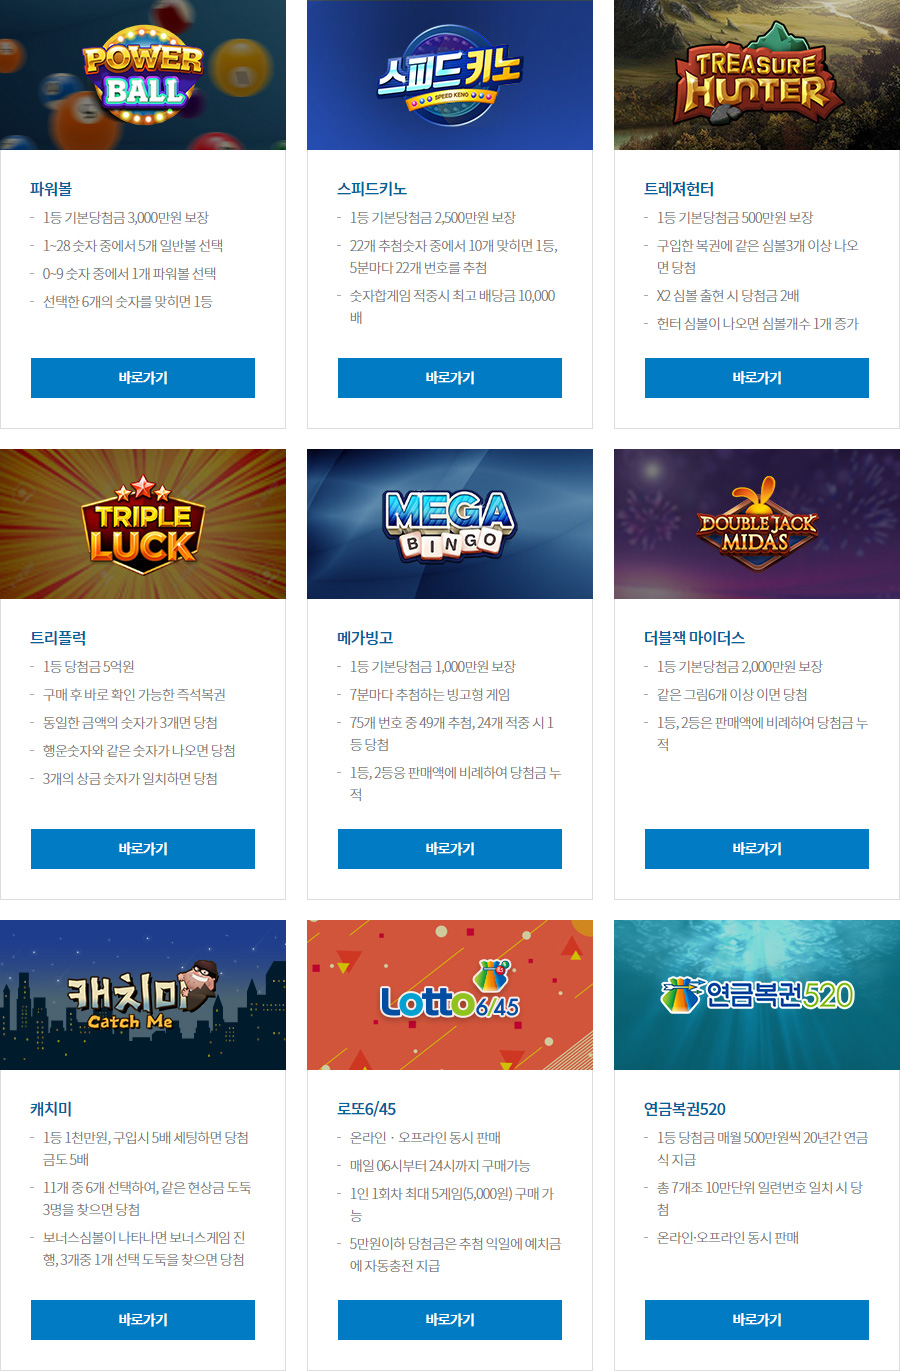 POWER
BALL
파워볼
- 1등 기본당첨금 3,000만원 보장
- 1~28 숫자 중에서 5개 일반볼 선택
- 0~9 숫자 중에서 1개 파워볼 선택
- 선택한 6개의 숫자를 맞히면 1등
바로가기
스피드키노
SPEED KENO
스피드키노
- 1등 기본당첨금 2,500만원 보장
- 22개 추첨숫자 중에서 10개 맞히면 1등,
5분마다 22개 번호를 추첨
- 숫자합게임 적중시 최고 배당금 10,000
배
바로가기
TREASURE
HUNTER
트레져헌터
- 1등 기본당첨금 500만원 보장
- 구입한 복권에 같은 심볼3개 이상 나오
면 당첨
- X2 심볼 출현 시 당첨금 2배
- 헌터 심볼이 나오면 심볼개수 1개 증가
바로가기
TRIPLE
LUCK
트리플럭
- 1등 당첨금 5억원
- 구매 후 바로 확인 가능한 즉석복권
- 동일한 금액의 숫자가 3개면 당첨
- 행운숫자와 같은 숫자가 나오면 당첨
- 3개의 상금 숫자가 일치하면 당첨
바로가기
MEGA
BINGO
메가빙고
- 1등 기본당첨금 1,000만원 보장
- 7분마다 추첨하는 빙고형 게임
- 75개 번호 중 49개 추첨, 24개 적중 시 1
등 당첨
- 1등, 2등응 판매액에 비례하여 당첨금 누
적
바로가기
DOUBLE JACK
MIDAS
더블잭 마이더스
- 1등 기본당첨금 2,000만원 보장
- 같은 그림6개 이상 이면 당첨
- 1등, 2등은 판매액에 비례하여 당첨금 누
적
바로가기
캐치미
Catch Me
캐치미
- 1등 1천만원, 구입시 5배 세팅하면 당첨
금도 5배
- 11개 중 6개 선택하여, 같은 현상금 도둑
3명을 찾으면 당첨
- 보너스심볼이 나타나면 보너스게임 진
행, 3개중 1개 선택 도둑을 찾으면 당첨
바로가기
Lotto6/45
로또6/45
- 온라인 · 오프라인 동시 판매
- 매일 06시부터 24시까지 구매가능
- 1인 1회차 최대 5게임(5,000원) 구매 가
능
- 5만원이하 당첨금은 추첨 익일에 예치금
에 자동충전 지급
바로가기
연금복권520
연금복권520
- 1등 당첨금 매월 500만원씩 20년간 연금
식 지급
- 총 7개조 10만단위 일련번호 일치 시 당
첨
- 온라인·오프라인 동시 판매
바로가기